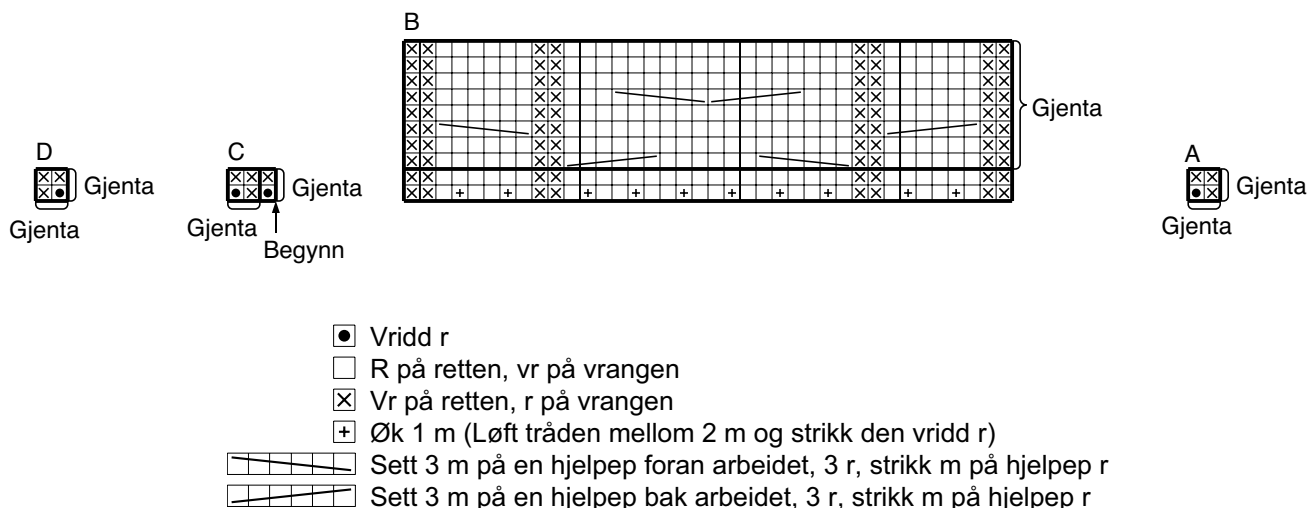 B
Gjenta
D
Gjenta
Gjenta
C
Gjenta
Gjenta
Begynn
A
Gjenta
Gjenta
Vridd r
R på retten, vr på vrangen
Vr på retten, r på vrangen
Øk 1 m (Løft tråden mellom 2 m og strikk den vridd r)
Sett 3 m på en hjelpep foran arbeidet, 3 r, strikk m på hjelpep r
Sett 3 m på en hjelpep bak arbeidet, 3 r, strikk m på hjelpep r